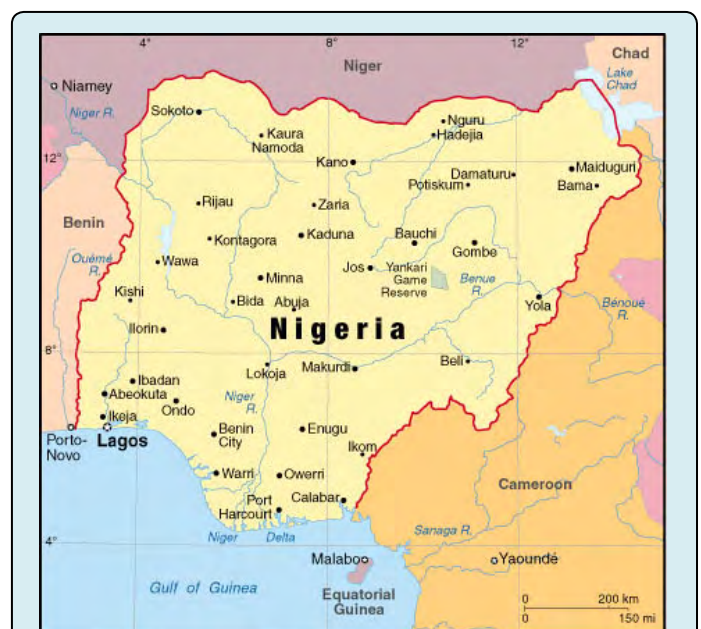 4°
8°
12°
Chad
Niger
Lake
Chad
Niamey
Niger R.
Sokoto
Nguru
Kaura
Namoda
Hadejia
12°
Kano
Maiduguri
Damaturu
Potiskum
Bama
Rijau
Zaria
Benin
Kaduna
Bauchi
Kontagora
Gombe
Ouémé
R.
Wawa
Jos
Yankari
Game
Reserve
Minna
Benue
R.
Kishi
Bida
Abuja
Yola
Bénoué
R.
Nigeria
Ilorin
8°
Beli
Lokoja
Makurdi
Ibadan
Abeokuta
Niger
R.
Ondo
Ikeja
Benin
City
Enugu
Porto-
Novo
Lagos
Ikom
Warri
Owerri
Cameroon
Port
Harcourt
Calabar
Niger Delta
Sanaga R.
4°
Malabo
Yaoundé
Gulf of Guinea
Equatorial
Guinea
0 200 km
0 150 mi